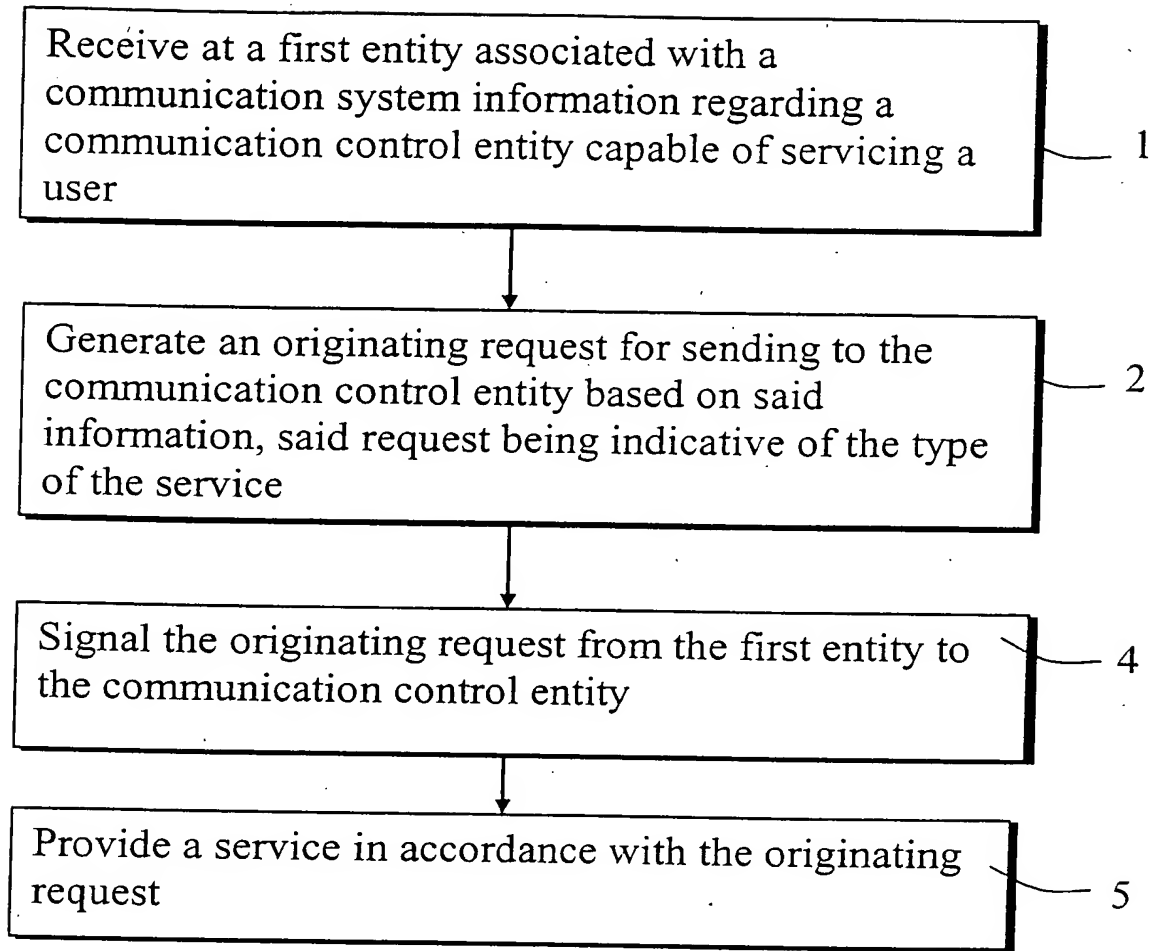 Receive at a first entity associated with a
communication system information regarding a
communication control entity capable of servicing a
user
1
Generate an originating request for sending to the
communication control entity based on said
information, said request being indicative of the type
of the service
2
Signal the originating request from the first entity to
the communication control entity
4
Provide a service in accordance with the originating
request
5